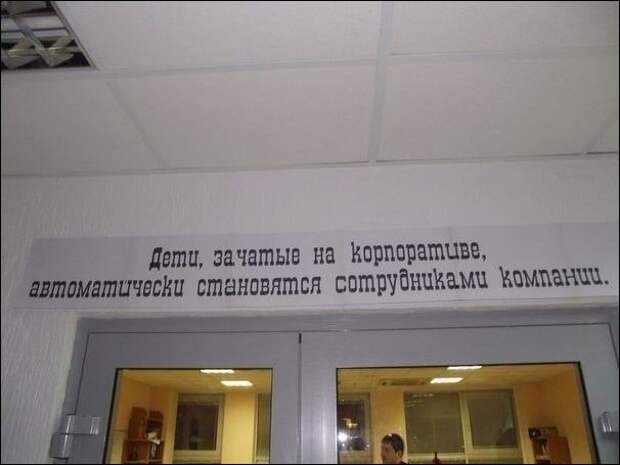 Дети, зачатые на корпоративе,
автоматически становятся сотрудниками компании.